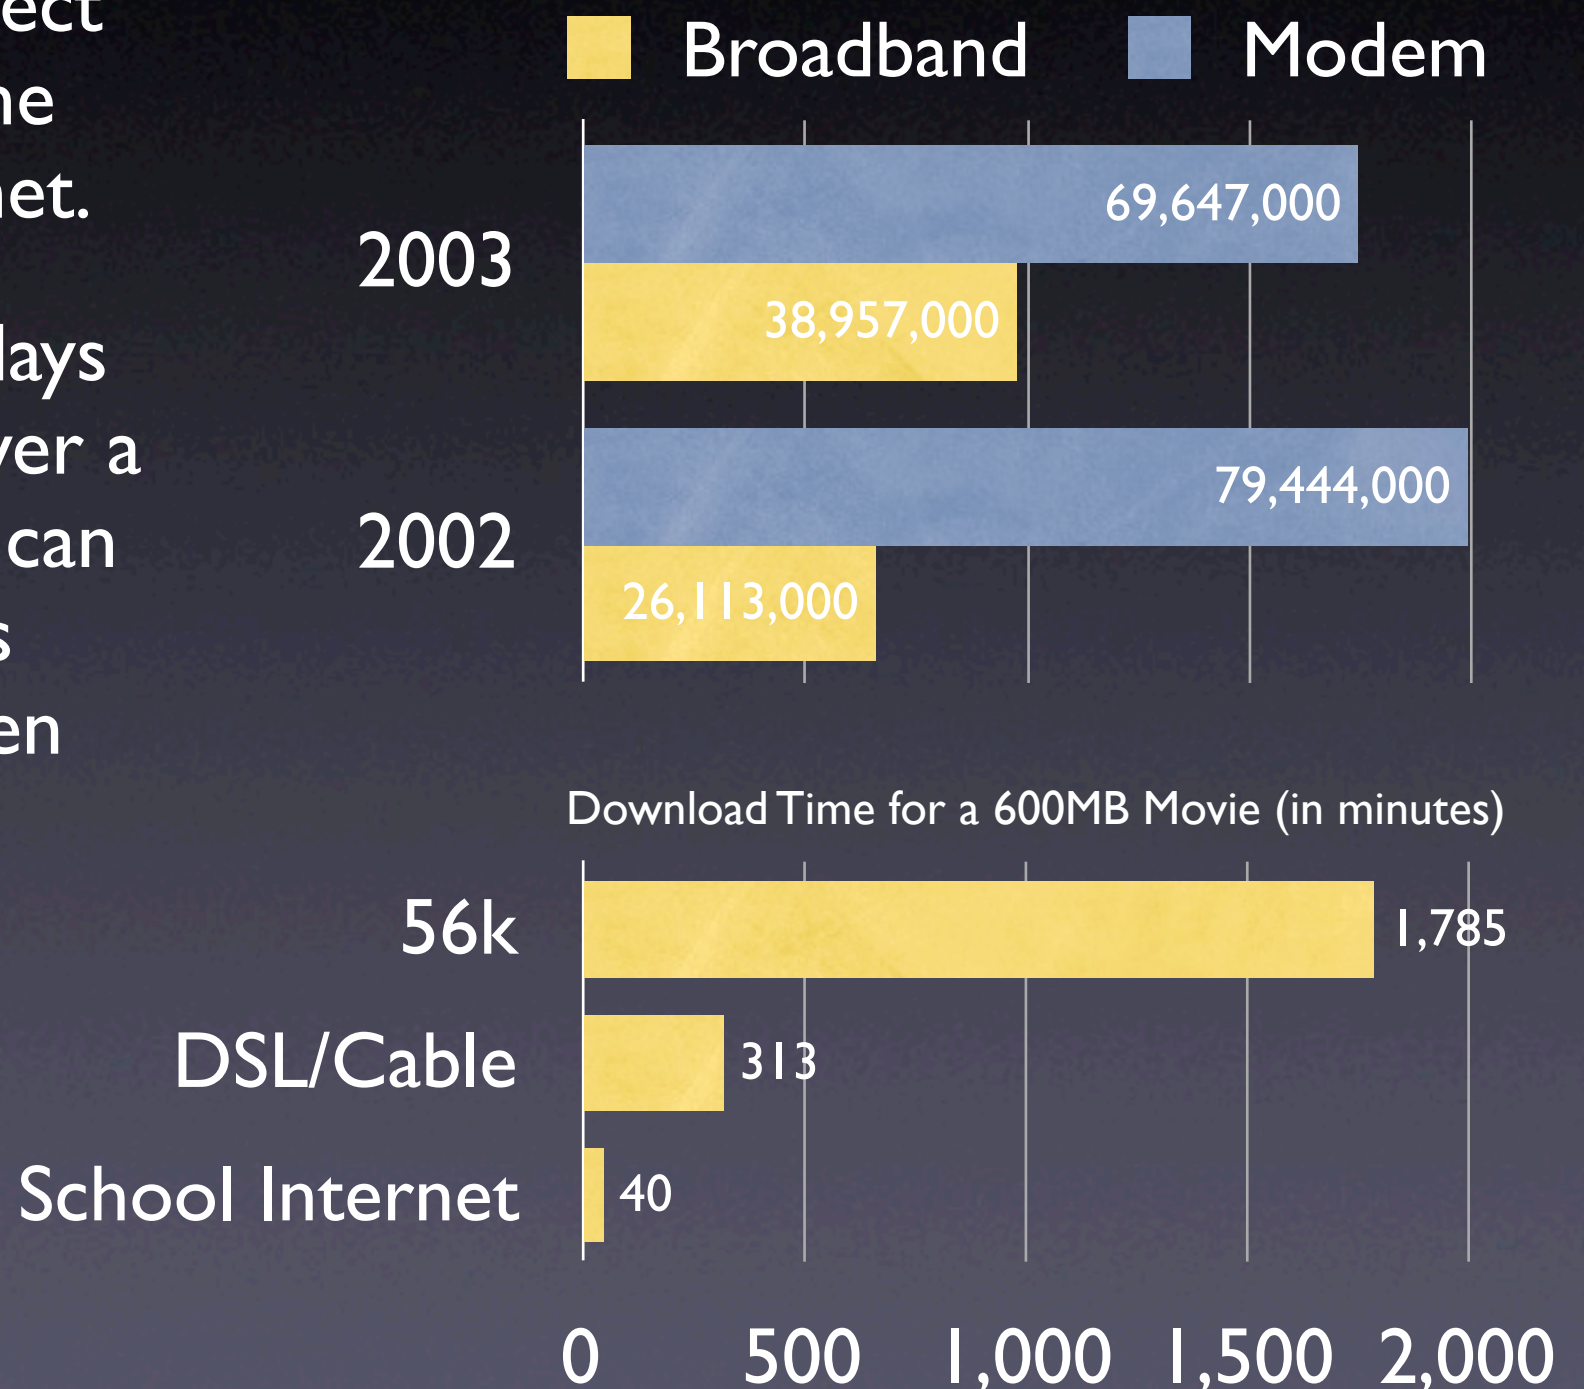 ect
ne
net.
lays
ver a
can
s
en
Broadband Modem
2003
69,647,000
38,957,000
2002
79,444,000
26,113,000
Download Time for a 600MB Movie (in minutes)
56k 1,785
DSL/Cable 313
School Internet 40
0 500 1,000 1,500 2,000